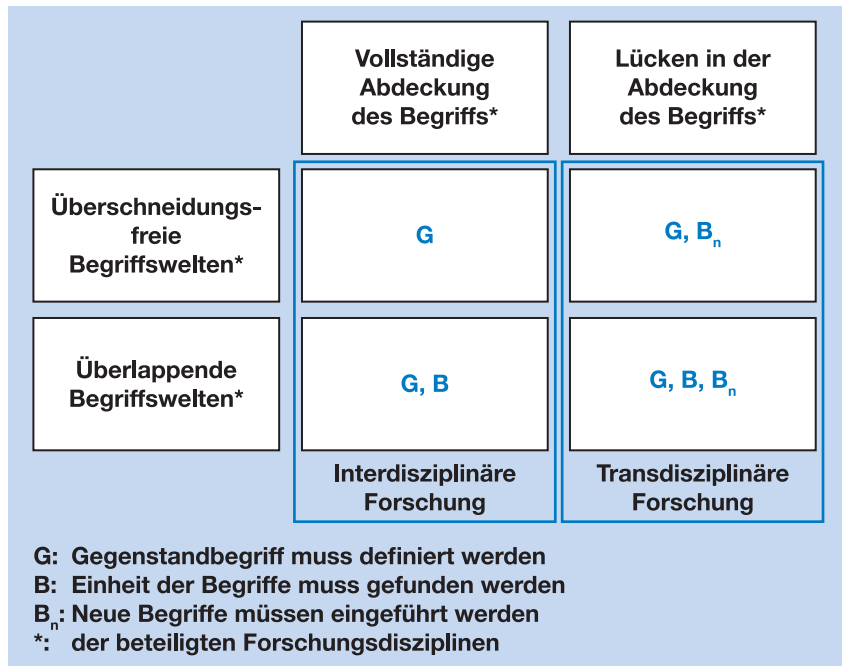 Vollständige
Abdeckung
des Begriffs*
Lücken in der
Abdeckung
des Begriffs*
Überschneidungs-
freie
Begriffswelten*
G
G, Bn
Überlappende
Begriffswelten*
G, B
G, B, Bn
Interdisziplinäre
Forschung
Transdisziplinäre
Forschung
G: Gegenstandbegriff muss definiert werden
B: Einheit der Begriffe muss gefunden werden
Bn: Neue Begriffe müssen eingeführt werden
*: der beteiligten Forschungsdisziplinen